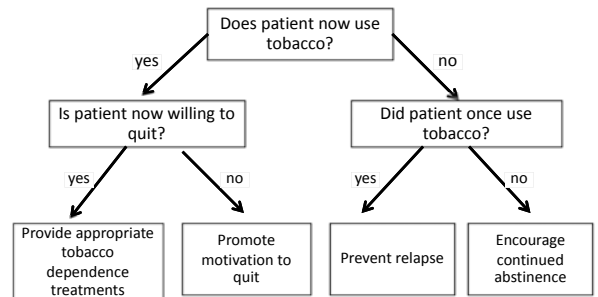 Does patient now use
tobacco?
yes
no
Is patient now willing to
quit?
Did patient once use
tobacco?
yes
no
yes
no
Provide appropriate
tobacco
dependence
treatments
Promote
motivation to
quit
Prevent relapse
Encourage
continued
abstinence